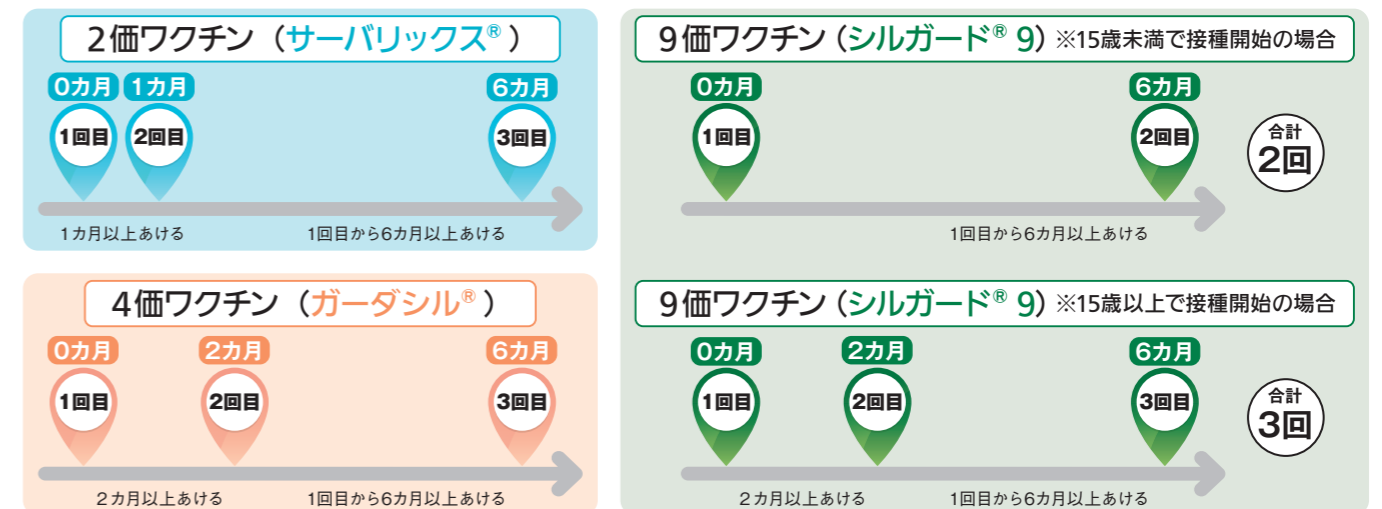 2価ワクチン（サーバリックス®）
0カ月 1カ月 6カ月
1回目 2回目 3回目
1カ月以上あける 1回目から6カ月以上あける
4価ワクチン（ガーダシル®）
0カ月 2カ月 6カ月
1回目 2回目 3回目
2カ月以上あける 1回目から6カ月以上あける
9価ワクチン（シルガード® 9）※15歳未満で接種開始の場合
0カ月 6カ月
1回目 2回目
合計
2回
1回目から6カ月以上あける
9価ワクチン（シルガード® 9）※15歳以上で接種開始の場合
0カ月 2カ月 6カ月
1回目 2回目 3回目
合計
3回
2カ月以上あける 1回目から6カ月以上あける